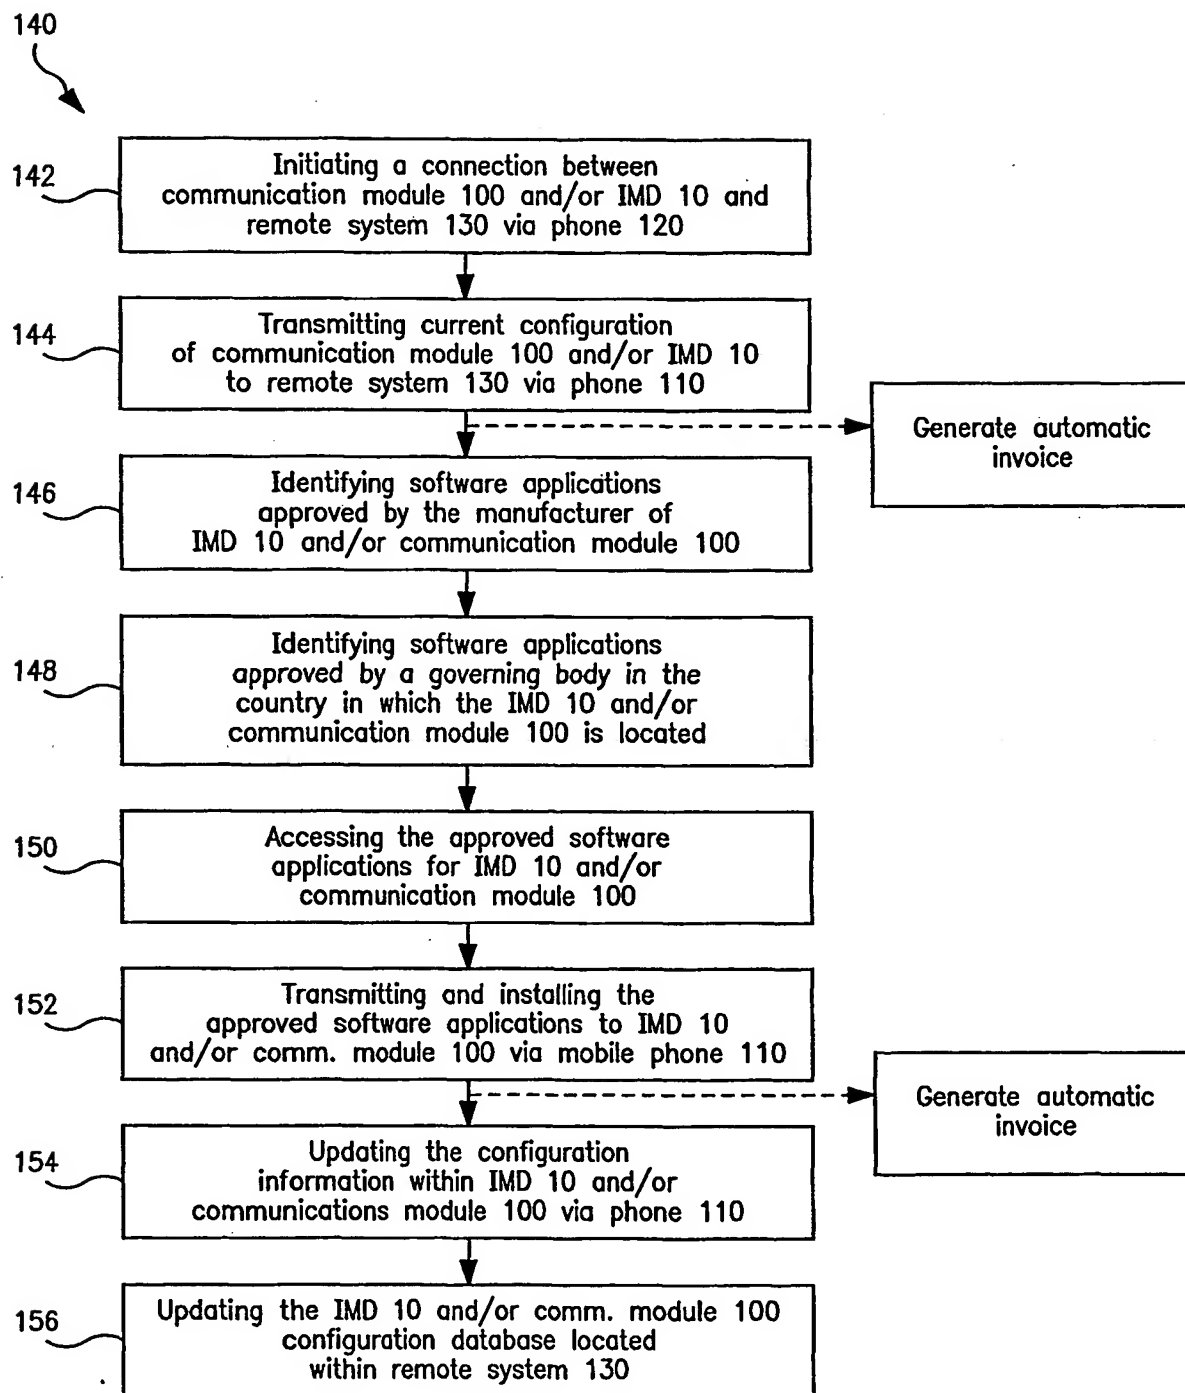 140
142
Initiating a connection between
communication module 100 and/or IMD 10 and
remote system 130 via phone 120
144
Transmitting current configuration
of communication module 100 and/or IMD 10
to remote system 130 via phone 110
Generate automatic
invoice
146
Identifying software applications
approved by the manufacturer of
IMD 10 and/or communication module 100
148
Identifying software applications
approved by a governing body in the
country in which the IMD 10 and/or
communication module 100 is located
150
Accessing the approved software
applications for IMD 10 and/or
communication module 100
152
Transmitting and installing the
approved software applications to IMD 10
and/or comm. module 100 via mobile phone 110
Generate automatic
invoice
154
Updating the configuration
information within IMD 10 and/or
communications module 100 via phone 110
156
Updating the IMD 10 and/or comm. module 100
configuration database located
within remote system 130